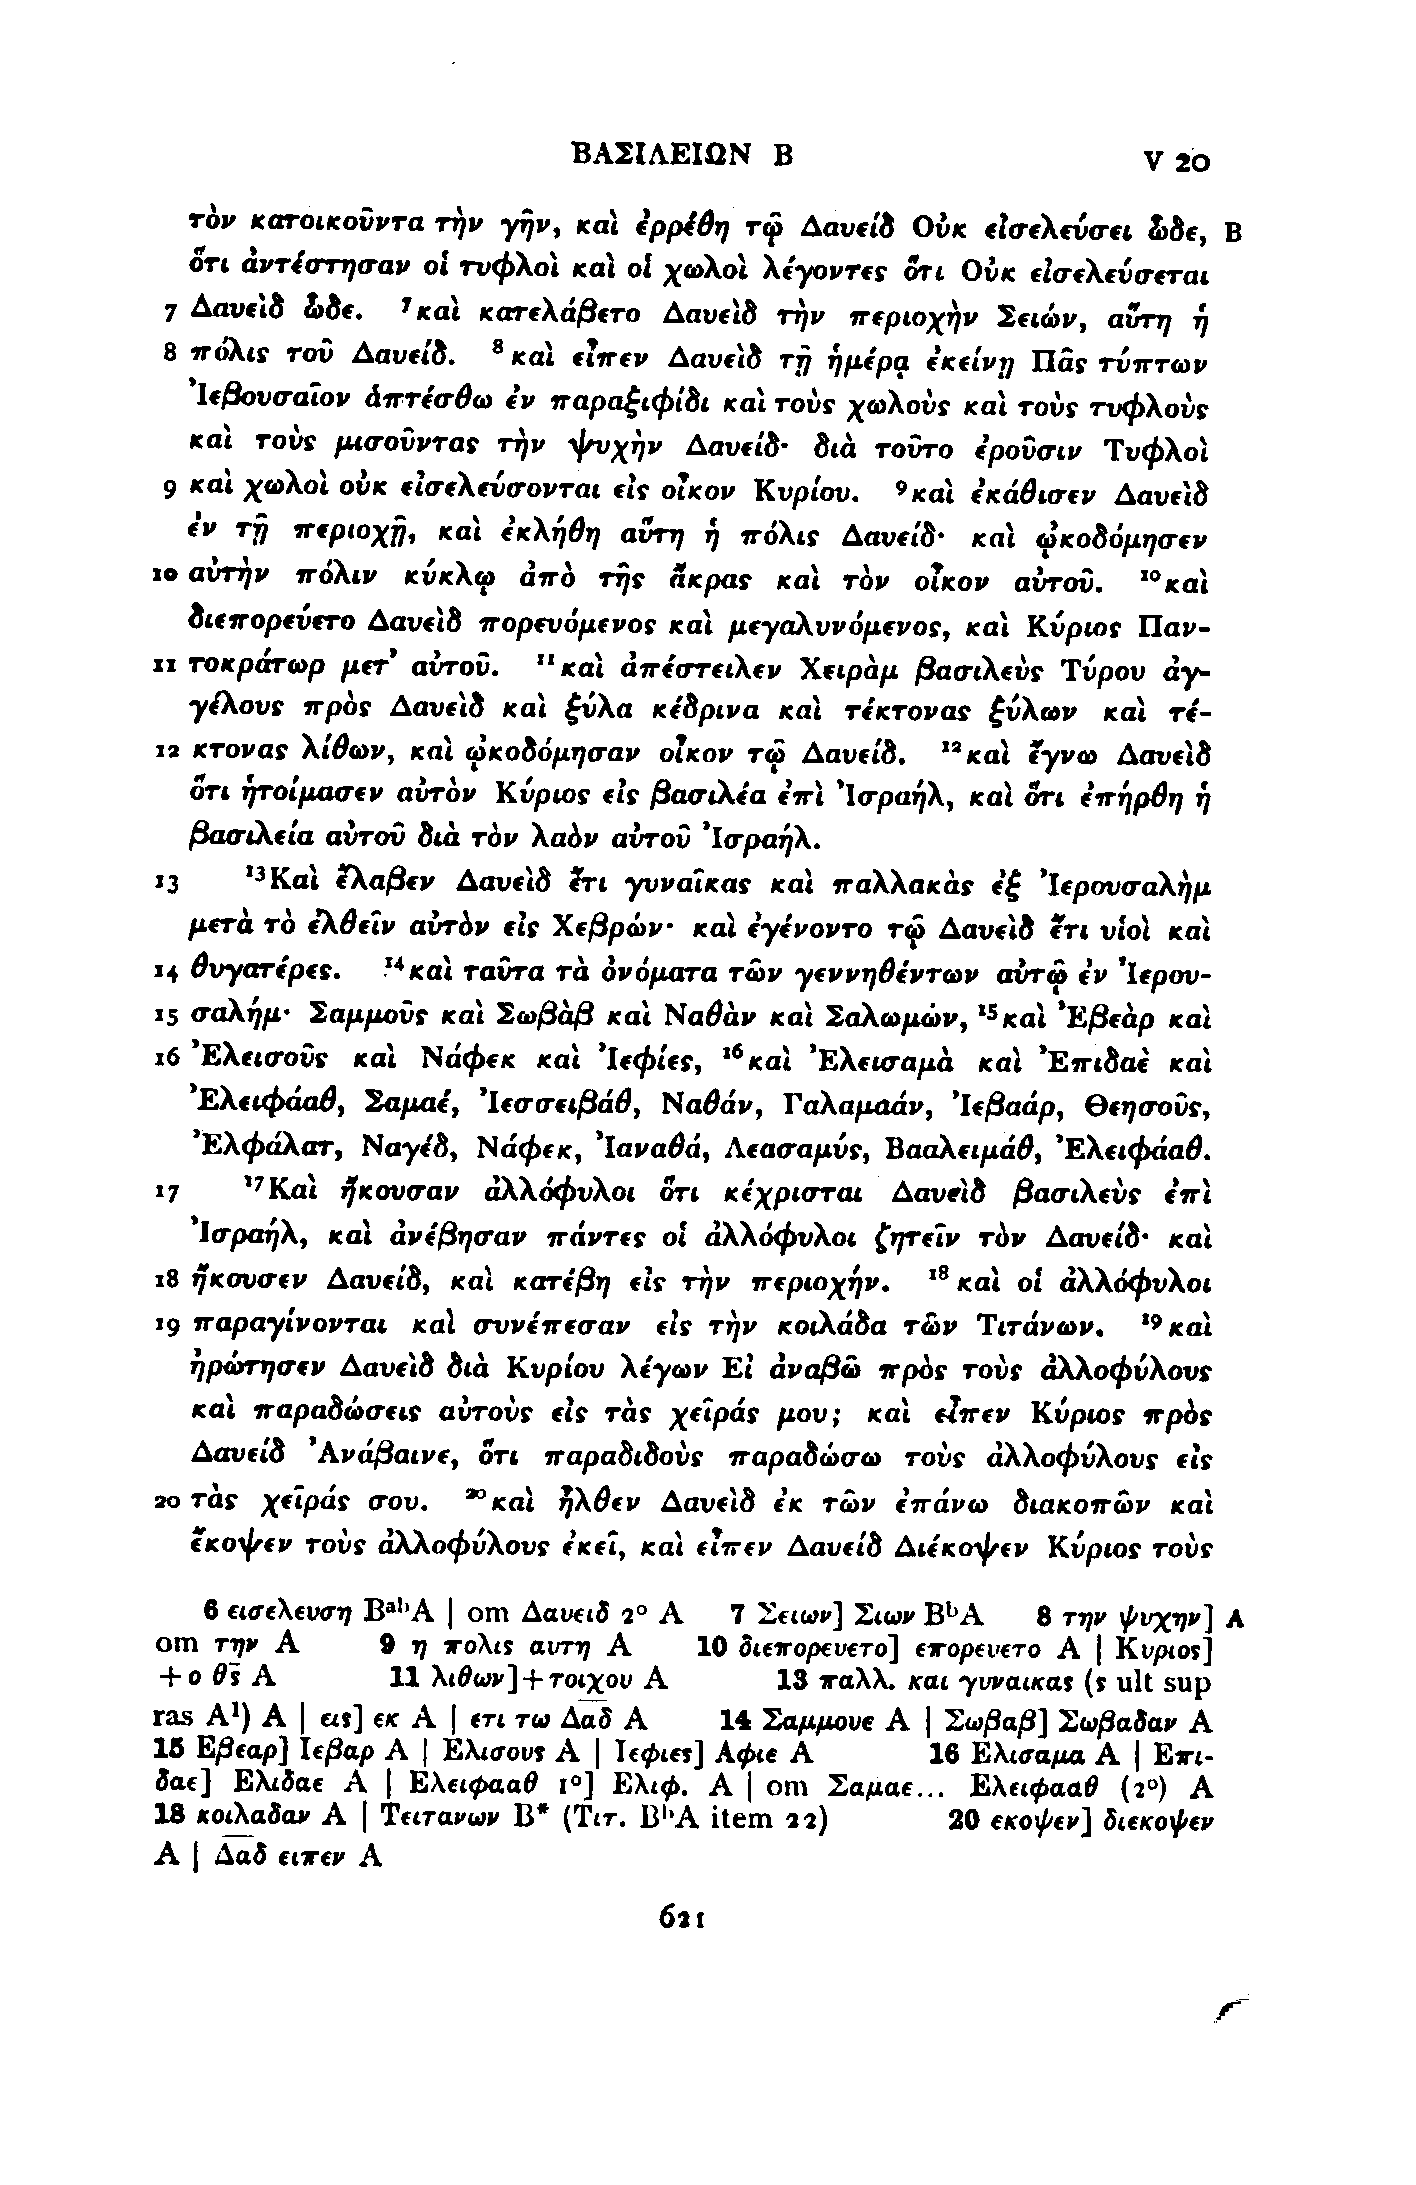 ΒΑΣΙΛΕΙΩΝ Β V 20
τὸν κατοικοῦντα τὴν γῆν, καὶ ἐρρέθη τῷ Δαυείδ Οὐκ εἰσελεύσει ὧδε, B
ὅτι ἀντέστησαν οἱ τυφλοὶ καὶ οἱ χωλοὶ λέγοντες ὅτι Οὐκ εἰσελεύσεται
7 Δαυεὶδ ὧδε. ⁷καὶ κατελάβετο Δαυεὶδ τὴν περιοχὴν Σειών, αὕτη ἡ
8 πόλις τοῦ Δαυείδ. ⁸καὶ εἶπεν Δαυεὶδ τῇ ἡμέρᾳ ἐκείνῃ Πᾶς τύπτων
Ἰεβουσαῖον ἁπτέσθω ἐν παραξιφίδι καὶ τοὺς χωλοὺς καὶ τοὺς τυφλοὺς
καὶ τοὺς μισοῦντας τὴν ψυχὴν Δαυείδ· διὰ τοῦτο ἐροῦσιν Τυφλοὶ
9 καὶ χωλοὶ οὐκ εἰσελεύσονται εἰς οἶκον Κυρίου. ⁹καὶ ἐκάθισεν Δαυεὶδ
ἐν τῇ περιοχῇ, καὶ ἐκλήθη αὕτη ἡ πόλις Δαυείδ· καὶ ᾠκοδόμησεν
10 αὐτὴν πόλιν κύκλῳ ἀπὸ τῆς ἄκρας καὶ τὸν οἶκον αὐτοῦ. ¹⁰καὶ
διεπορεύετο Δαυεὶδ πορευόμενος καὶ μεγαλυνόμενος, καὶ Κύριος Παν-
11 τοκράτωρ μετ᾽ αὐτοῦ. ¹¹καὶ ἀπέστειλεν Χειρὰμ βασιλεὺς Τύρου ἀγ-
γέλους πρὸς Δαυεὶδ καὶ ξύλα κέδρινα καὶ τέκτονας ξύλων καὶ τέ-
12 κτονας λίθων, καὶ ᾠκοδόμησαν οἶκον τῷ Δαυείδ. ¹²καὶ ἔγνω Δαυεὶδ
ὅτι ἡτοίμασεν αὐτὸν Κύριος εἰς βασιλέα ἐπὶ Ἰσραήλ, καὶ ὅτι ἐπήρθη ἡ
βασιλεία αὐτοῦ διὰ τὸν λαὸν αὐτοῦ Ἰσραήλ.
13 ¹³Καὶ ἔλαβεν Δαυεὶδ ἔτι γυναῖκας καὶ παλλακὰς ἐξ Ἰερουσαλὴμ
μετὰ τὸ ἐλθεῖν αὐτὸν εἰς Χεβρών· καὶ ἐγένοντο τῷ Δαυεὶδ ἔτι υἱοὶ καὶ
14 θυγατέρες. ¹⁴καὶ ταῦτα τὰ ὀνόματα τῶν γεννηθέντων αὐτῷ ἐν Ἰερου-
15 σαλήμ· Σαμμοῦς καὶ Σωβὰβ καὶ Ναθὰν καὶ Σαλωμών, ¹⁵καὶ Ἐβεὰρ καὶ
16 Ἐλεισοῦς καὶ Νάφεκ καὶ Ἰεφίες, ¹⁶καὶ Ἐλεισαμὰ καὶ Ἐπιδαὲ καὶ
Ἐλειφάαθ, Σαμαέ, Ἰεσσειβάθ, Ναθάν, Γαλαμαάν, Ἰεβαάρ, Θεησοῦς,
Ἐλφάλατ, Ναγέδ, Νάφεκ, Ἰαναθά, Λεασαμύς, Βααλειμάθ, Ἐλειφάαθ.
17 ¹⁷Καὶ ἤκουσαν ἀλλόφυλοι ὅτι κέχρισται Δαυεὶδ βασιλεὺς ἐπὶ
Ἰσραήλ, καὶ ἀνέβησαν πάντες οἱ ἀλλόφυλοι ζητεῖν τὸν Δαυείδ· καὶ
18 ἤκουσεν Δαυείδ, καὶ κατέβη εἰς τὴν περιοχήν. ¹⁸καὶ οἱ ἀλλόφυλοι
19 παραγίνονται καὶ συνέπεσαν εἰς τὴν κοιλάδα τῶν Τιτάνων. ¹⁹καὶ
ἠρώτησεν Δαυεὶδ διὰ Κυρίου λέγων Εἰ ἀναβῶ πρὸς τοὺς ἀλλοφύλους
καὶ παραδώσεις αὐτοὺς εἰς τὰς χεῖράς μου; καὶ εἶπεν Κύριος πρὸς
Δαυείδ Ἀνάβαινε, ὅτι παραδιδοὺς παραδώσω τοὺς ἀλλοφύλους εἰς
20 τὰς χεῖράς σου. ²⁰καὶ ἦλθεν Δαυεὶδ ἐκ τῶν ἐπάνω διακοπῶν καὶ
ἔκοψεν τοὺς ἀλλοφύλους ἐκεῖ, καὶ εἶπεν Δαυείδ Διέκοψεν Κύριος τοὺς
6 εισελευση Bᵃᵇ A | om Δαυειδ 2° A 7 Σειων] Σιων Bᵇ A 8 την ψυχην] A
om την A 9 η πολις αυτη A 10 διεπορευετο] επορευετο A | Κυριος]
+ο θ̅ς̅ A 11 λιθων]+τοιχου A 13 παλλ. και γυναικας (ς ult sup
ras A¹) A | εις] εκ A | ετι τω Δ̅α̅δ̅ A 14 Σαμμουε A | Σωβαβ] Σωβαδαν A
15 Εβεαρ] Ιεβαρ A | Ελισους A | Ιεφιες] Αφιε A 16 Ελισαμα A | Επι-
δαε] Ελιδαε A | Ελειφααθ 1°] Ελιφ. A | om Σαμαε... Ελειφααθ (2°) A
18 κοιλαδαν A | Τειτανων B* (Τιτ. Bᵇ A item 22) 20 εκοψεν] διεκοψεν
A | Δ̅α̅δ̅ ειπεν A
621